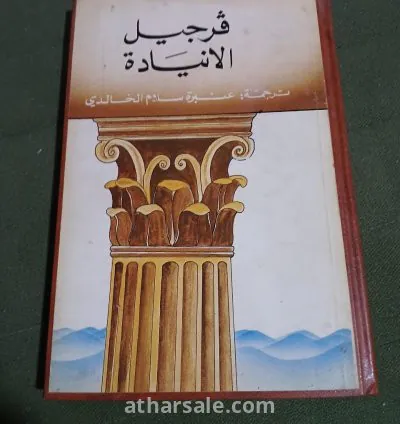 ڤرجيل
الانيادة
ترجمة: عنبرة سلام الخالدي
atharsale.com